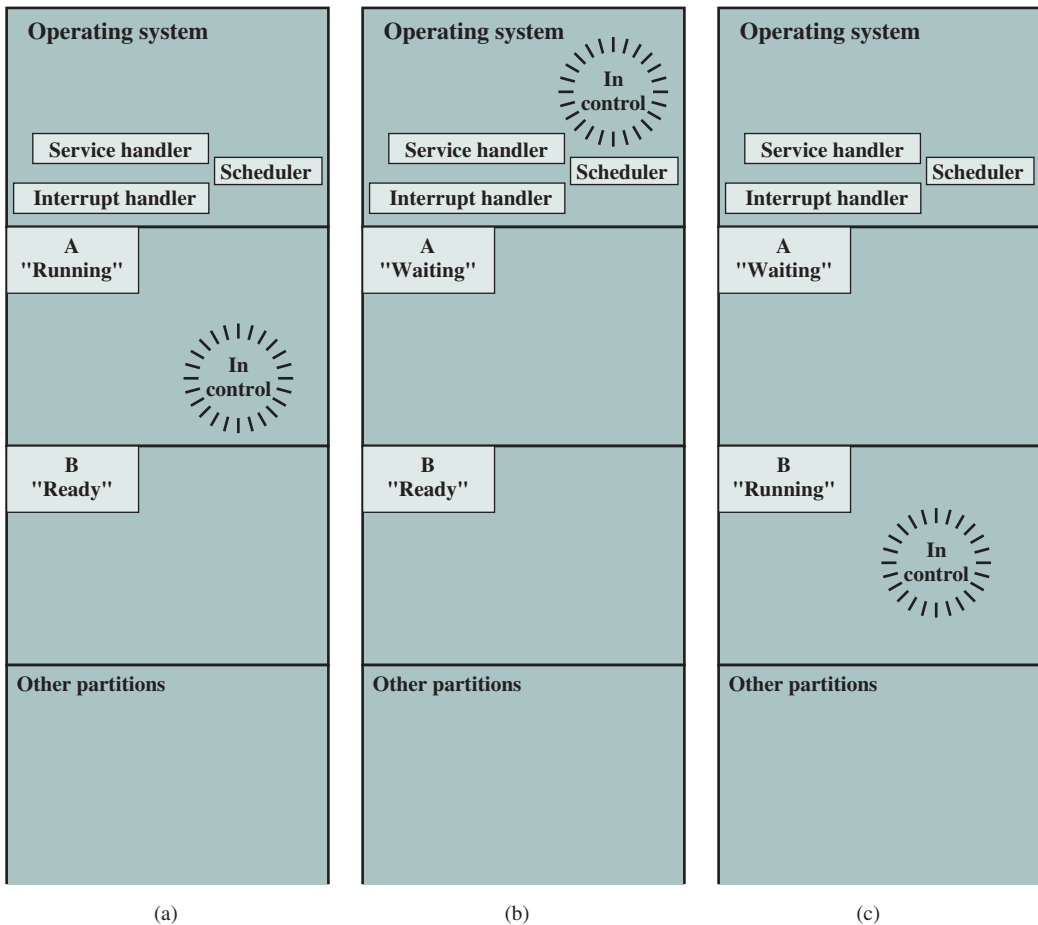 Operating system
In
control
Service handler
Scheduler
Interrupt handler
A
"Running"
In
control
B
"Ready"
Other partitions
(a)
Operating system
In
control
Service handler
Scheduler
Interrupt handler
A
"Waiting"
B
"Ready"
Other partitions
(b)
Operating system
Service handler
Scheduler
Interrupt handler
A
"Waiting"
B
"Running"
In
control
Other partitions
(c)